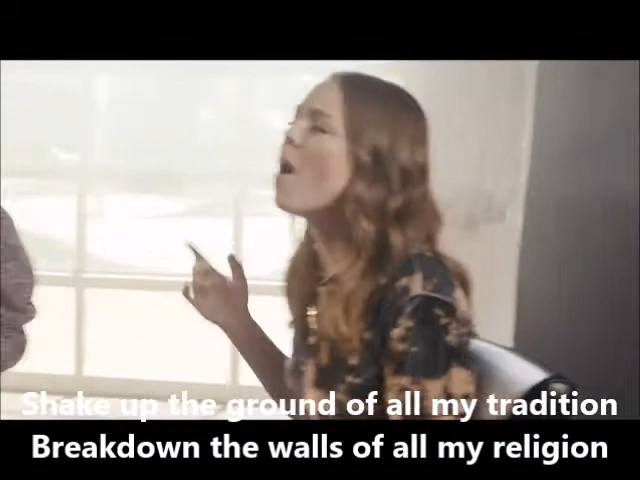 Shake up the ground of all my tradition
Breakdown the walls of all my religion